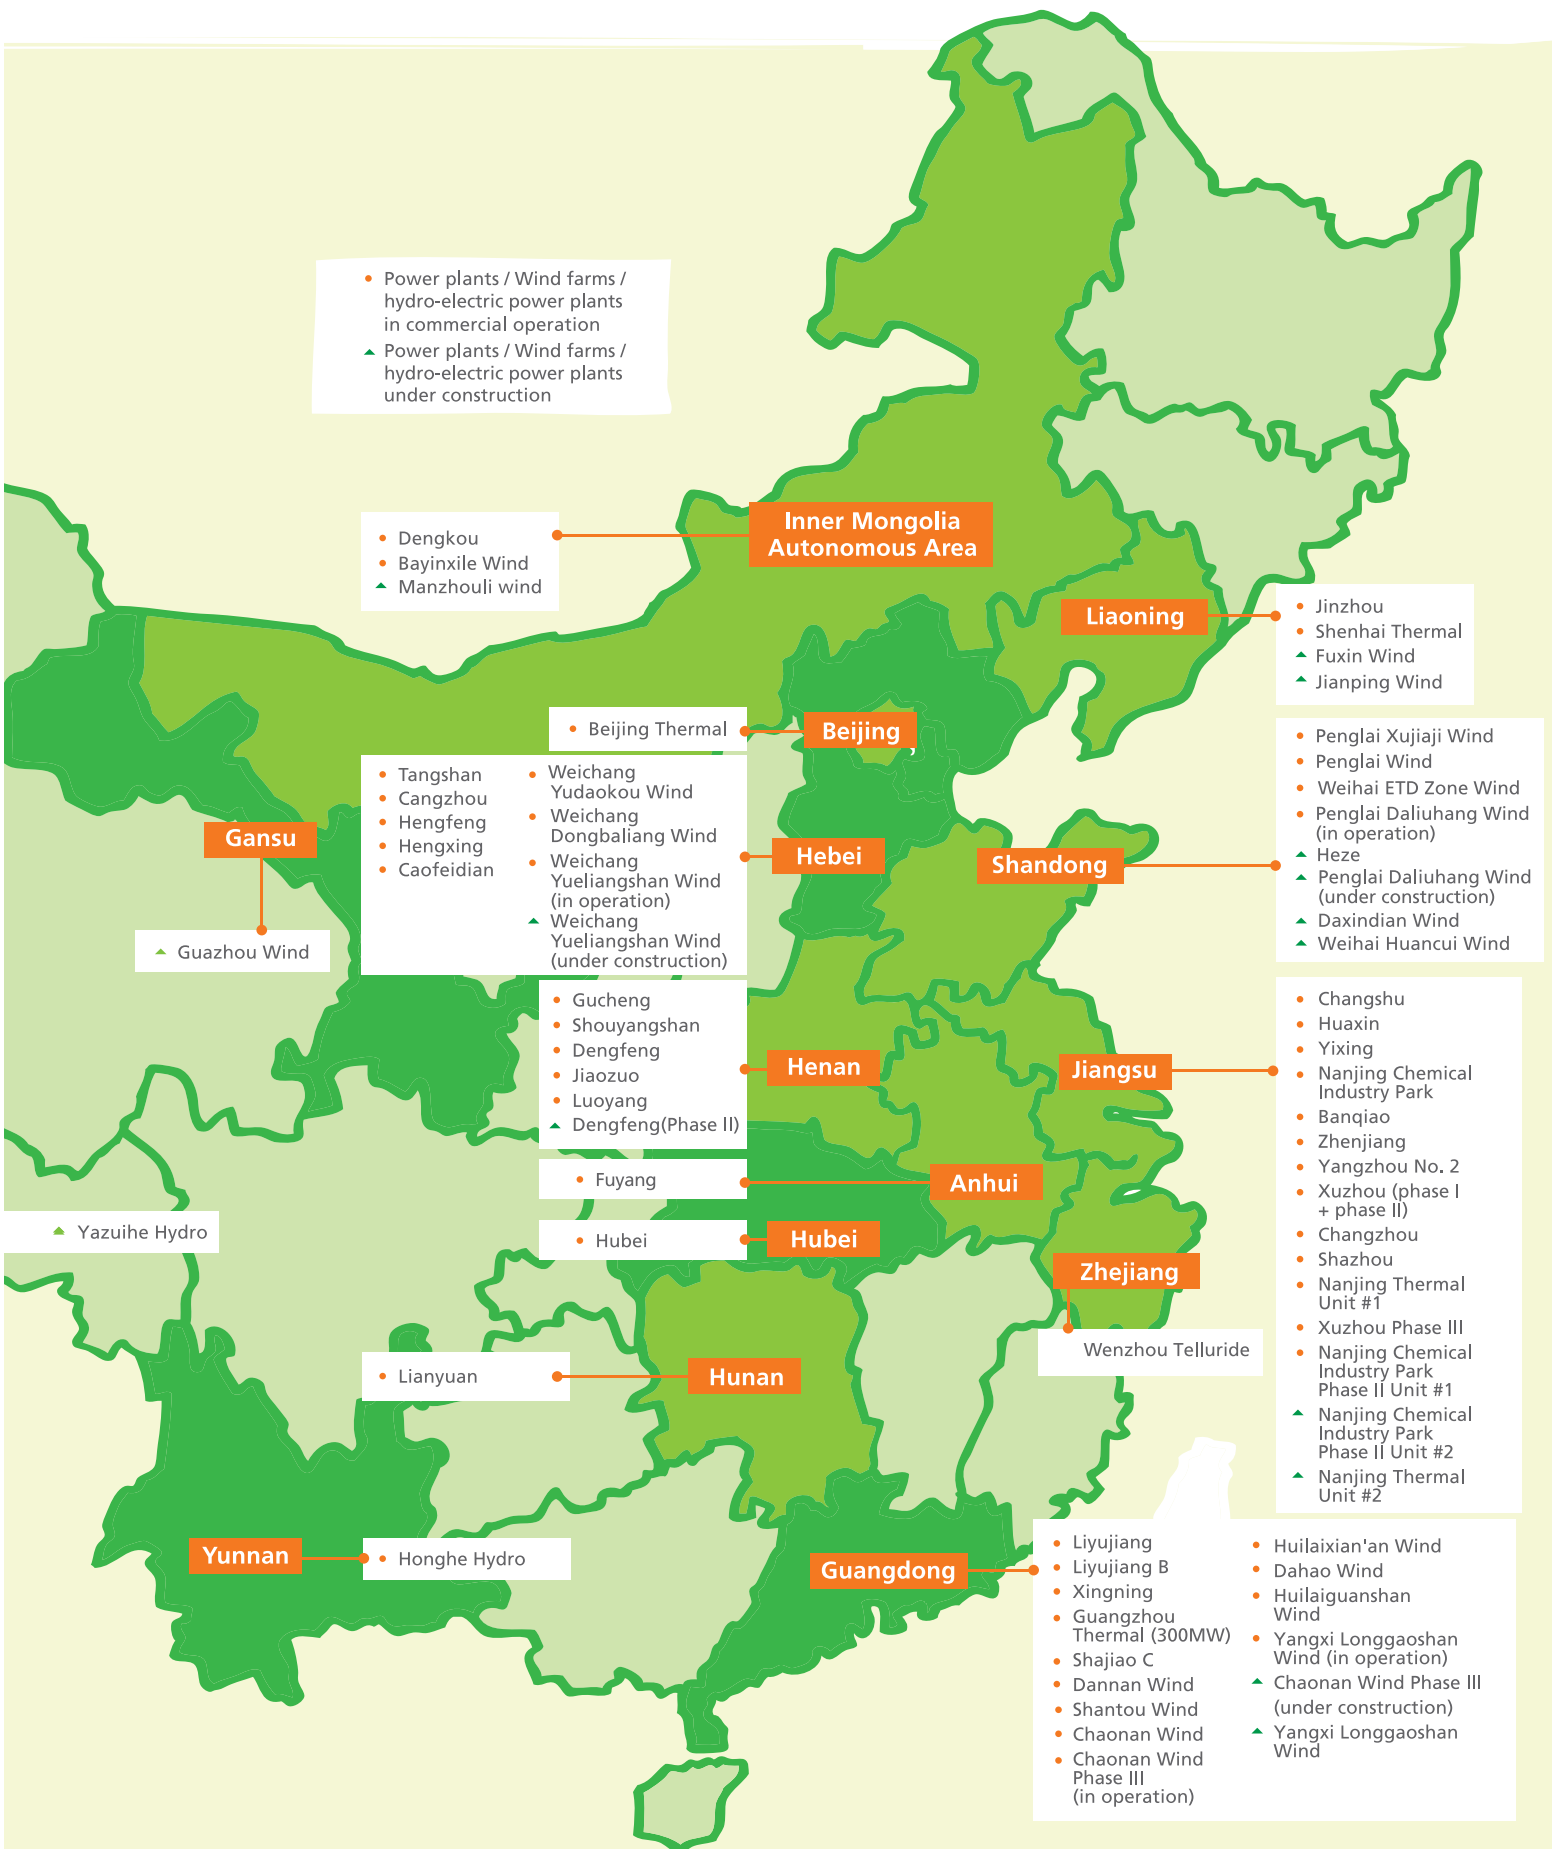 Power plants / Wind farms /
hydro-electric power plants
in commercial operation
Power plants / Wind farms /
hydro-electric power plants
under construction
Inner Mongolia
Autonomous Area
Dengkou
Bayinxile Wind
Manzhouli wind
Liaoning
Jinzhou
Shenhai Thermal
Fuxin Wind
Jianping Wind
Beijing Thermal
Beijing
Tangshan
Cangzhou
Hengfeng
Hengxing
Caofeidian
Weichang
Yudaokou Wind
Weichang
Dongbaliang Wind
Weichang
Yueliangshan Wind
(in operation)
Weichang
Yueliangshan Wind
(under construction)
Hebei
Gansu
Guazhou Wind
Shandong
Penglai Xujiaji Wind
Penglai Wind
Weihai ETD Zone Wind
Penglai Daliuhang Wind
(in operation)
Heze
Penglai Daliuhang Wind
(under construction)
Daxindian Wind
Weihai Huancui Wind
Gucheng
Shouyangshan
Dengfeng
Jiaozuo
Luoyang
Dengfeng(Phase II)
Henan
Jiangsu
Changshu
Huaxin
Yixing
Nanjing Chemical
Industry Park
Banqiao
Zhenjiang
Yangzhou No. 2
Xuzhou (phase I
+ phase II)
Changzhou
Shazhou
Nanjing Thermal
Unit #1
Xuzhou Phase III
Nanjing Chemical
Industry Park
Phase II Unit #1
Nanjing Chemical
Industry Park
Phase II Unit #2
Nanjing Thermal
Unit #2
Fuyang
Anhui
Yazuihe Hydro
Hubei
Hubei
Zhejiang
Wenzhou Telluride
Lianyuan
Hunan
Yunnan
Honghe Hydro
Guangdong
Liyujiang
Liyujiang B
Xingning
Guangzhou
Thermal (300MW)
Shajiao C
Dannan Wind
Shantou Wind
Chaonan Wind
Chaonan Wind
Phase III
(in operation)
Huilaixian'an Wind
Dahao Wind
Huilaiguanshan
Wind
Yangxi Longgaoshan
Wind (in operation)
Chaonan Wind Phase III
(under construction)
Yangxi Longgaoshan
Wind